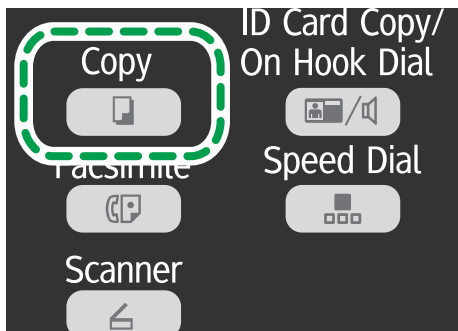 Copy
ID Card Copy/
On Hook Dial
Facsimile
Speed Dial
Scanner